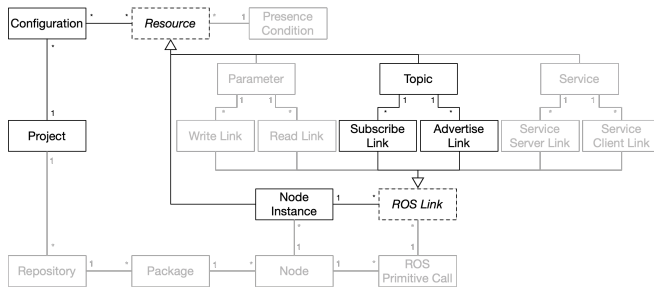 Configuration
*
*
Resource
*
1
Presence
Condition
*
Parameter
Topic
Service
1
1
1
1
1
1
*
*
*
*
*
*
1
Project
1
Write Link
Read Link
Subscribe
Link
Advertise
Link
Service
Server Link
Service
Client Link
Node
Instance
1
*
ROS Link
*
*
*
1
1
Repository
1
*
Package
1
*
Node
1
*
ROS
Primitive Call